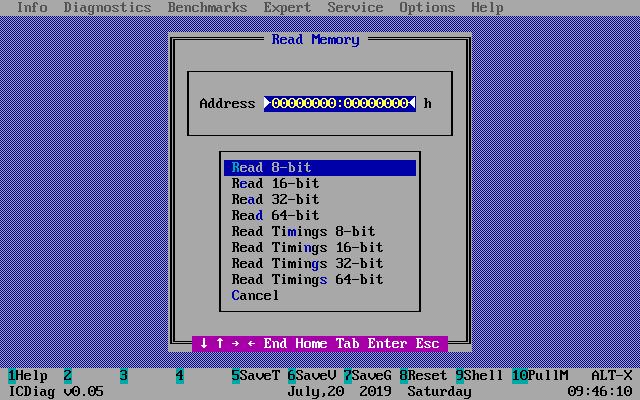 Info Diagnostics Benchmarks Expert Service Options Help
Read Memory
Address 00000000:00000000 h
Read 8-bit
Read 16-bit
Read 32-bit
Read 64-bit
Read Timings 8-bit
Read Timings 16-bit
Read Timings 32-bit
Read Timings 64-bit
Cancel
↓ ↑ → ← End Home Tab Enter Esc
1Help 2 3 4 5SaveT 6SaveV 7SaveG 8Reset 9Shell 10PullM ALT-X
ICDiag v0.05 July,20 2019 Saturday 09:46:10